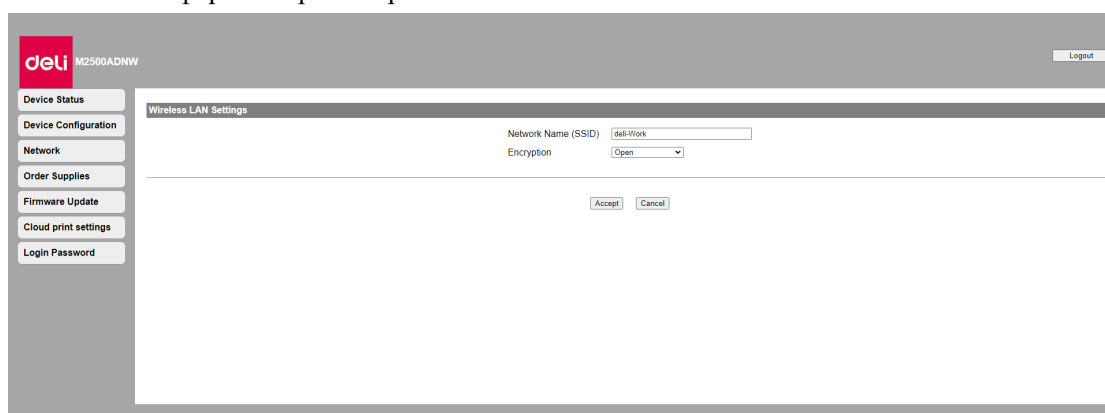 deli M2500ADNW
Logout
Device Status
Device Configuration
Network
Order Supplies
Firmware Update
Cloud print settings
Login Password
Wireless LAN Settings
Network Name (SSID) deli-Work
Encryption Open
Accept Cancel